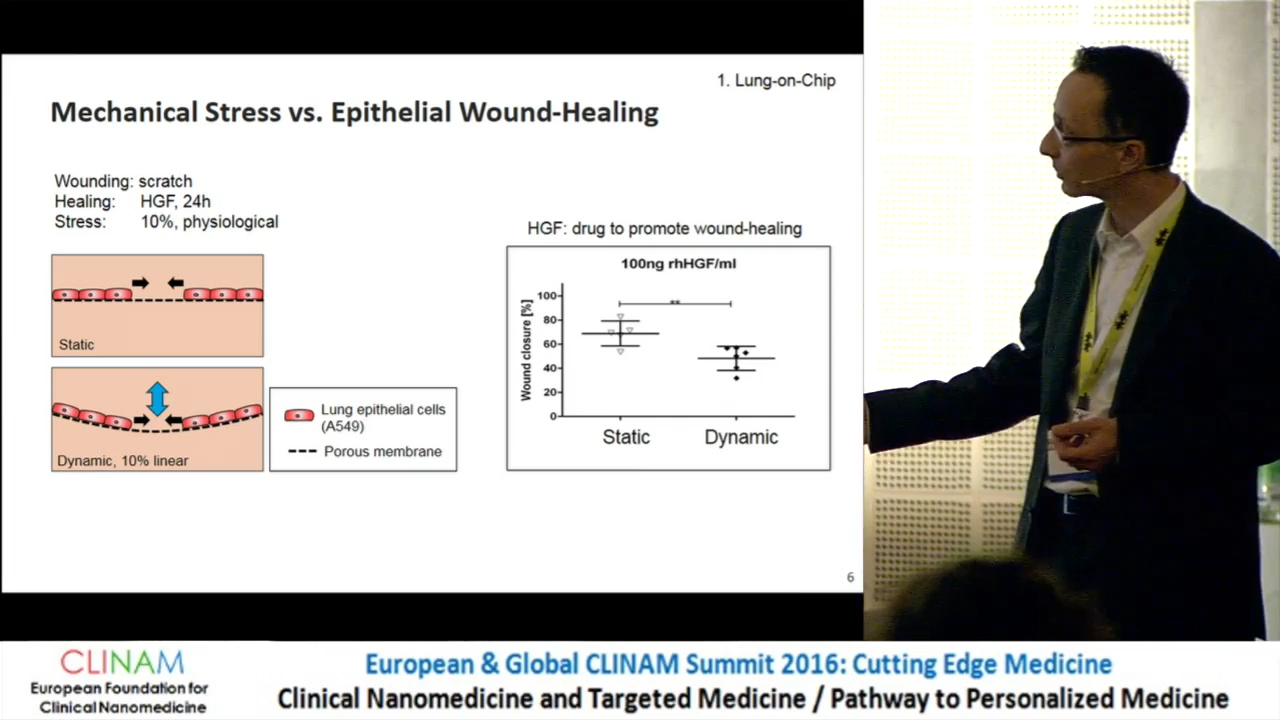 1. Lung-on-Chip
Mechanical Stress vs. Epithelial Wound-Healing
Wounding: scratch
Healing: HGF, 24h
Stress: 10%, physiological
Static
Dynamic, 10% linear
Lung epithelial cells
(A549)
Porous membrane
HGF: drug to promote wound-healing
100ng rhHGF/ml
Wound closure [%]
100
80
60
40
20
0
**
Static
Dynamic
6
CLINAM
European Foundation for
Clinical Nanomedicine
European & Global CLINAM Summit 2016: Cutting Edge Medicine
Clinical Nanomedicine and Targeted Medicine / Pathway to Personalized Medicine